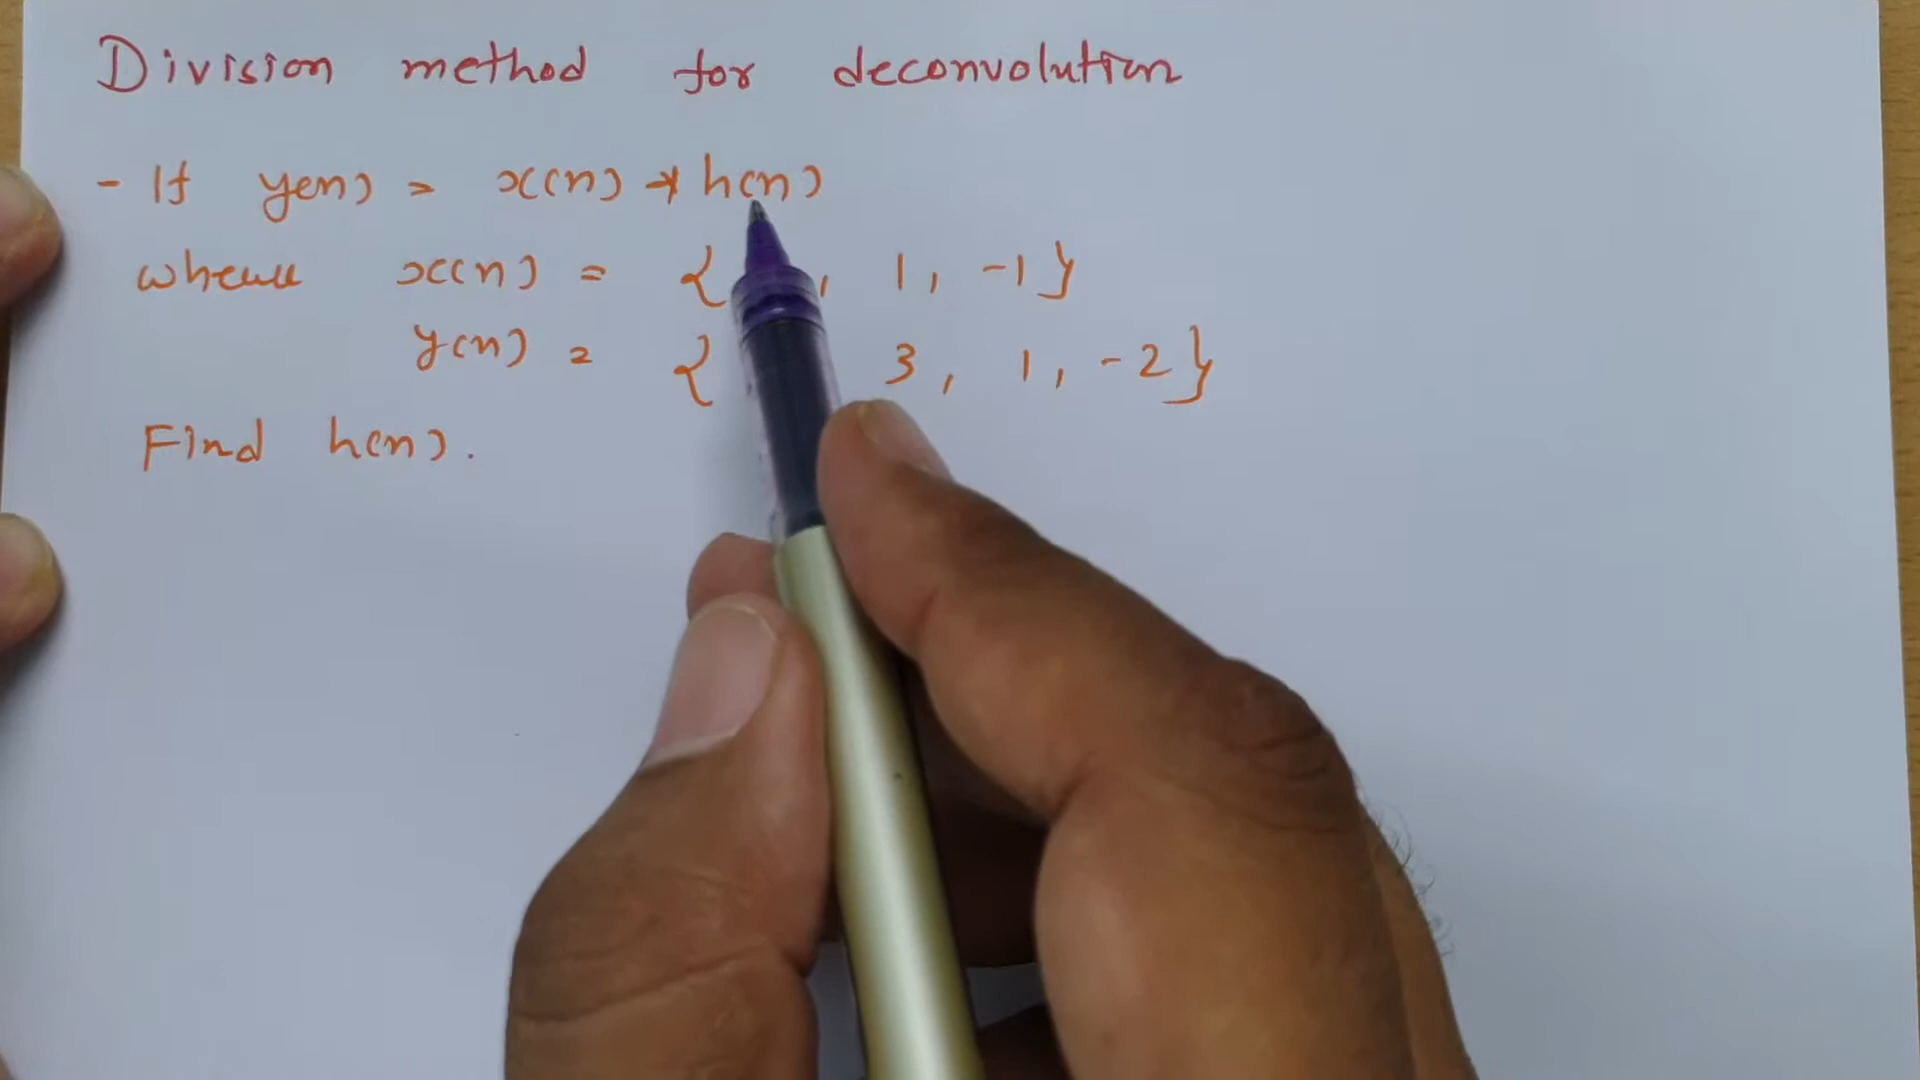 Division method for deconvolution
- If y(n) = x(n) * h(n)
where x(n) = { , 1, -1}
y(n) = { 3, 1, -2}
Find h(n).